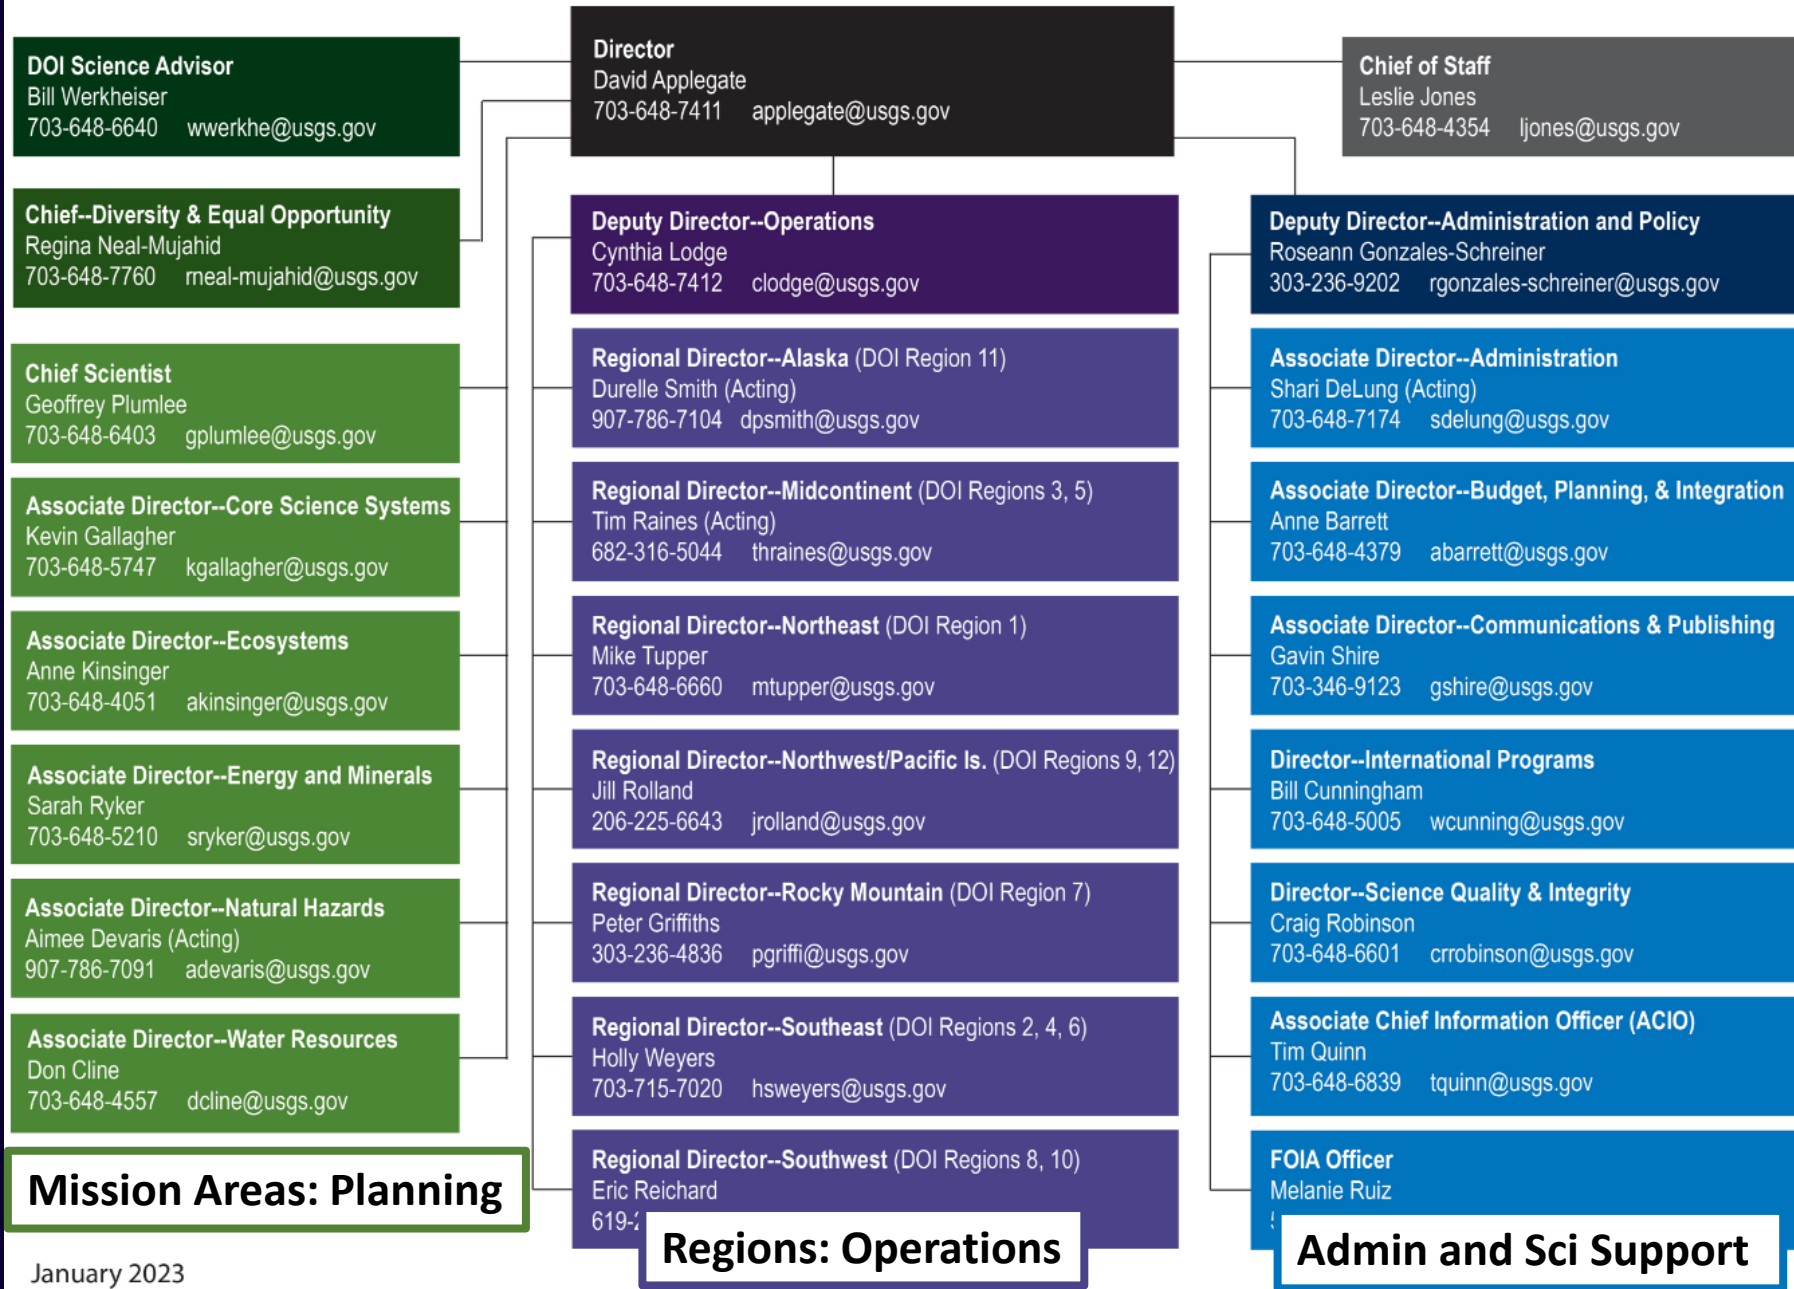 DOI Science Advisor
Bill Werkheiser
703-648-6640 wwerkhe@usgs.gov
Director
David Applegate
703-648-7411 applegate@usgs.gov
Chief of Staff
Leslie Jones
703-648-4354 ljones@usgs.gov
Chief--Diversity & Equal Opportunity
Regina Neal-Mujahid
703-648-7760 rneal-mujahid@usgs.gov
Chief Scientist
Geoffrey Plumlee
703-648-6403 gplumlee@usgs.gov
Associate Director--Core Science Systems
Kevin Gallagher
703-648-5747 kgallagher@usgs.gov
Associate Director--Ecosystems
Anne Kinsinger
703-648-4051 akinsinger@usgs.gov
Associate Director--Energy and Minerals
Sarah Ryker
703-648-5210 sryker@usgs.gov
Associate Director--Natural Hazards
Aimee Devaris (Acting)
907-786-7091 adevaris@usgs.gov
Associate Director--Water Resources
Don Cline
703-648-4557 dcline@usgs.gov
Mission Areas: Planning
January 2023
Deputy Director--Operations
Cynthia Lodge
703-648-7412 clodge@usgs.gov
Regional Director--Alaska (DOI Region 11)
Durelle Smith (Acting)
907-786-7104 dpsmith@usgs.gov
Regional Director--Midcontinent (DOI Regions 3, 5)
Tim Raines (Acting)
682-316-5044 thraines@usgs.gov
Regional Director--Northeast (DOI Region 1)
Mike Tupper
703-648-6660 mtupper@usgs.gov
Regional Director--Northwest/Pacific Is. (DOI Regions 9, 12)
Jill Rolland
206-225-6643 jrolland@usgs.gov
Regional Director--Rocky Mountain (DOI Region 7)
Peter Griffiths
303-236-4836 pgriffi@usgs.gov
Regional Director--Southeast (DOI Regions 2, 4, 6)
Holly Weyers
703-715-7020 hsweyers@usgs.gov
Regional Director--Southwest (DOI Regions 8, 10)
Eric Reichard
619-
Regions: Operations
Deputy Director--Administration and Policy
Roseann Gonzales-Schreiner
303-236-9202 rgonzales-schreiner@usgs.gov
Associate Director--Administration
Shari DeLung (Acting)
703-648-7174 sdelung@usgs.gov
Associate Director--Budget, Planning, & Integration
Anne Barrett
703-648-4379 abarrett@usgs.gov
Associate Director--Communications & Publishing
Gavin Shire
703-346-9123 gshire@usgs.gov
Director--International Programs
Bill Cunningham
703-648-5005 wcunning@usgs.gov
Director--Science Quality & Integrity
Craig Robinson
703-648-6601 crrobinson@usgs.gov
Associate Chief Information Officer (ACIO)
Tim Quinn
703-648-6839 tquinn@usgs.gov
FOIA Officer
Melanie Ruiz
Admin and Sci Support